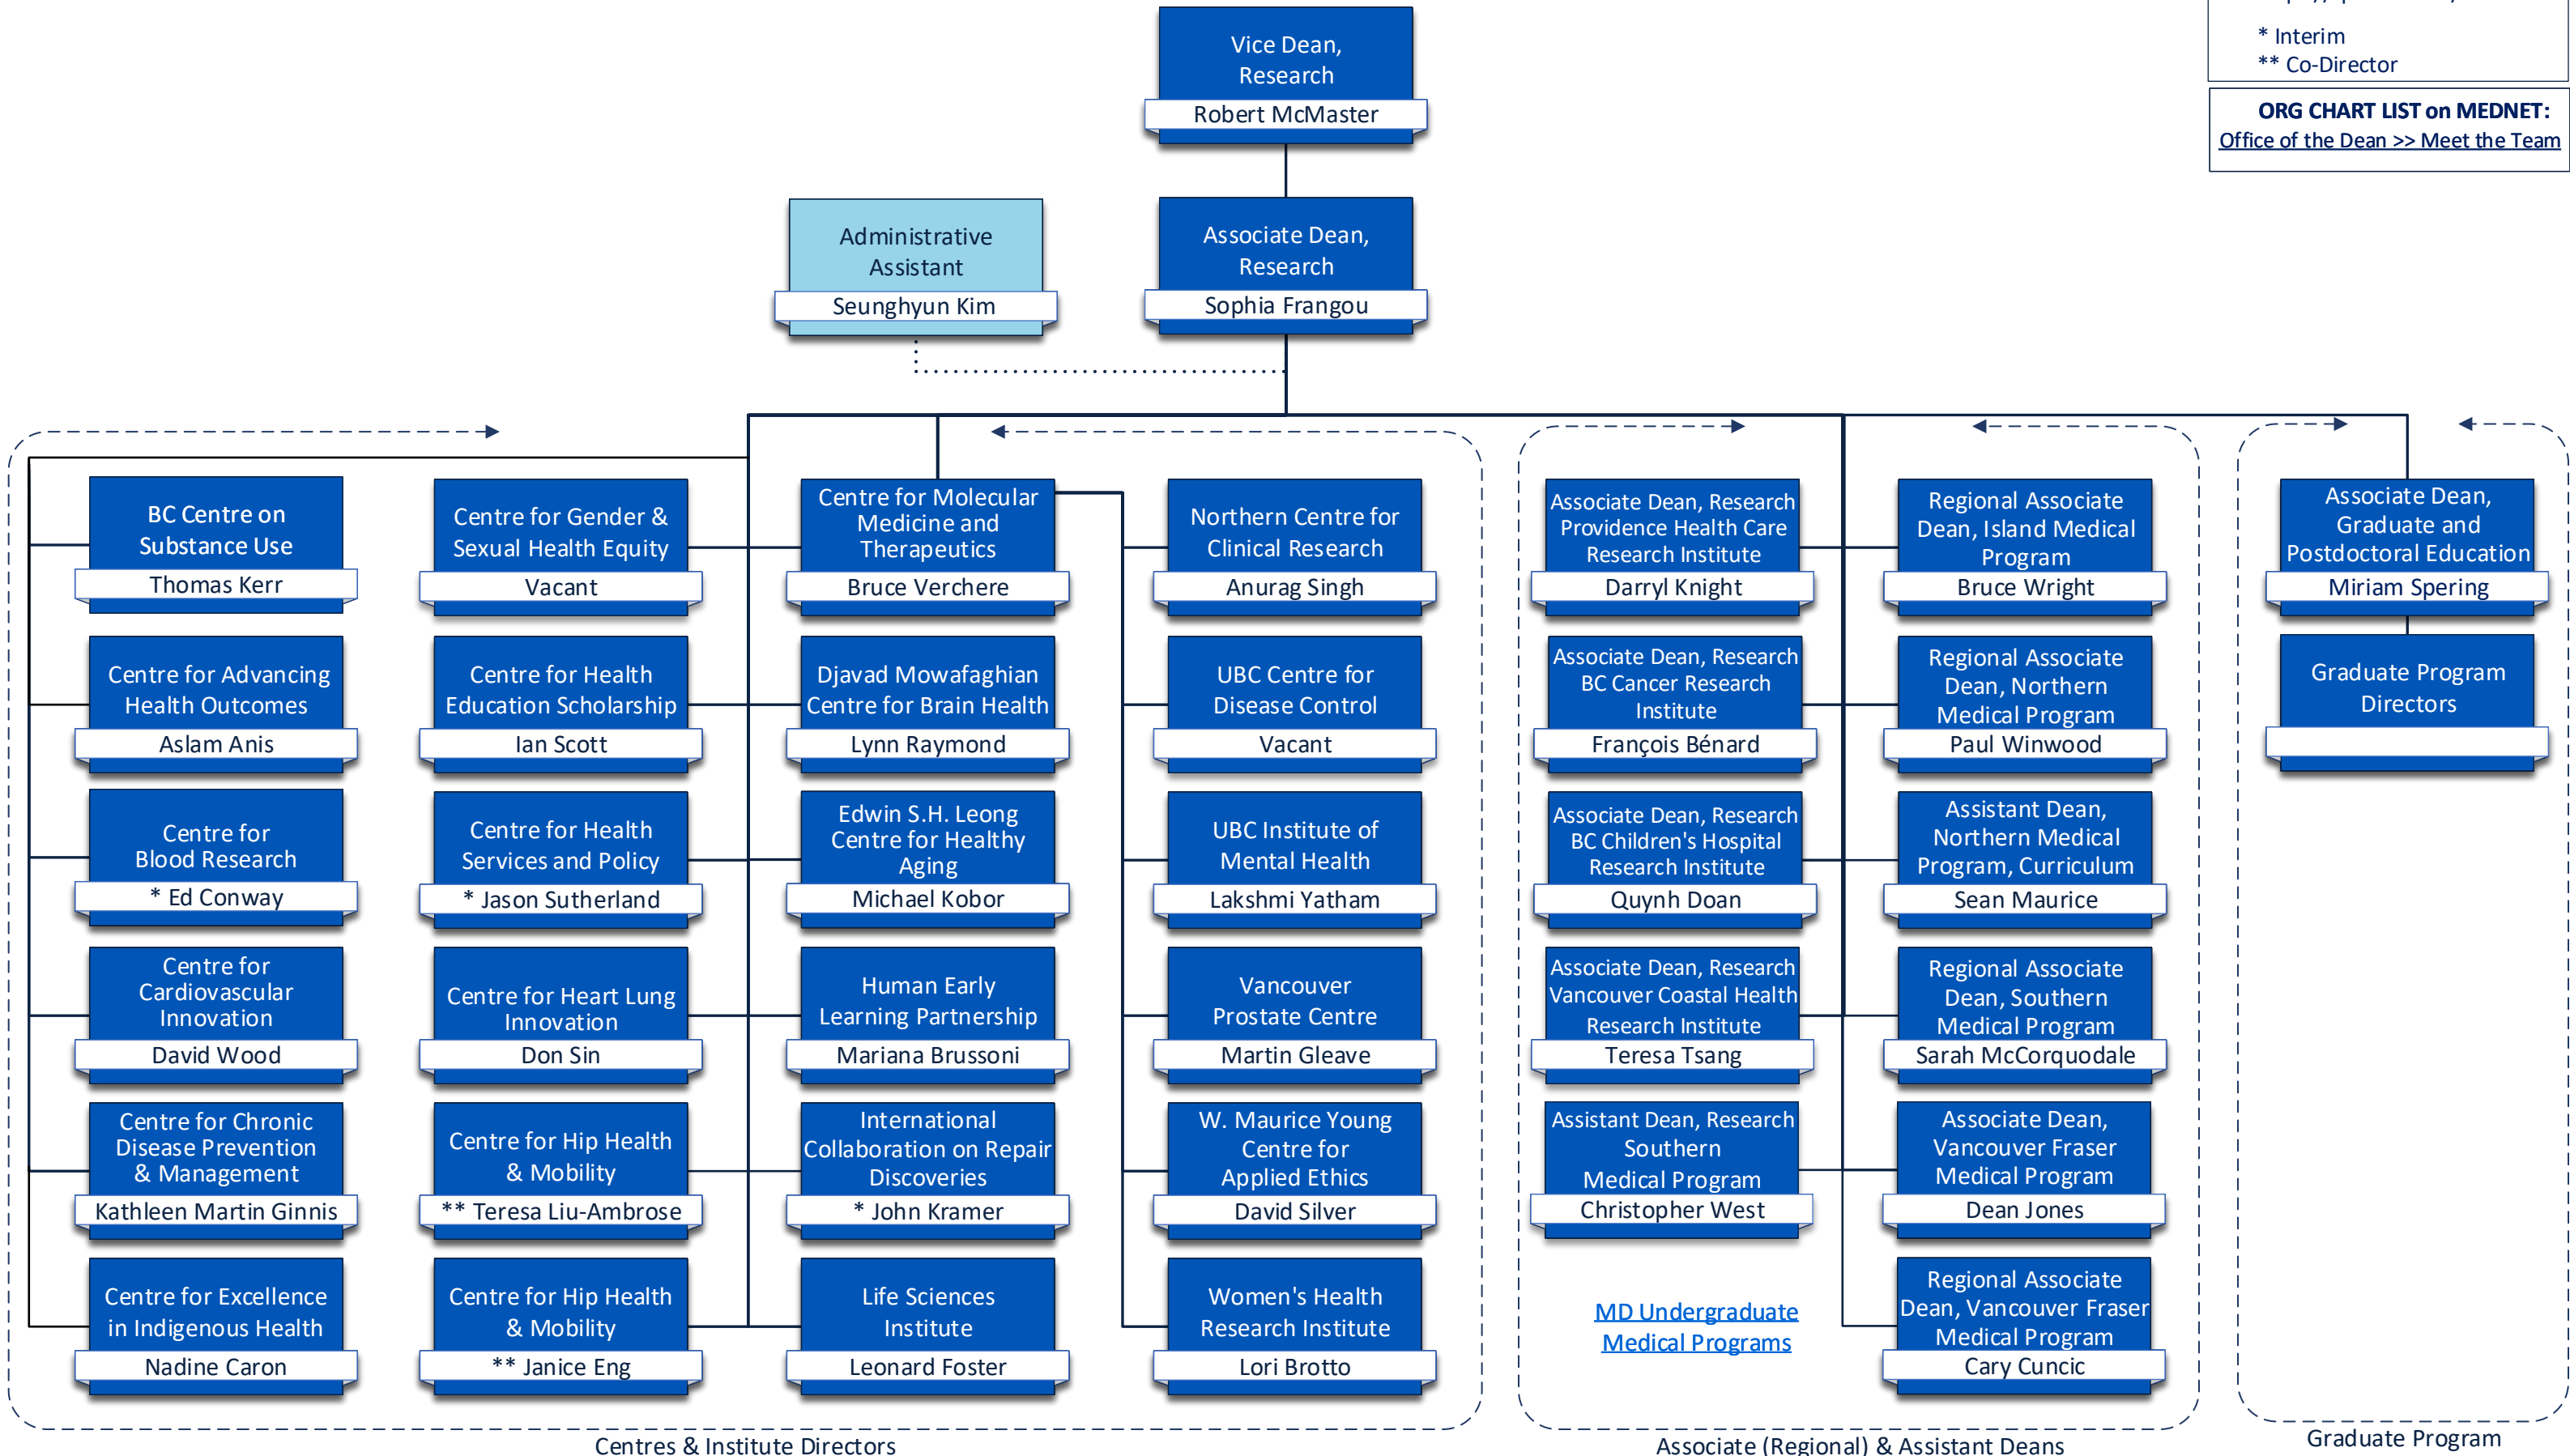 * Interim
** Co-Director
ORG CHART LIST on MEDNET:
Office of the Dean >> Meet the Team
Vice Dean,
Research
Robert McMaster
Administrative
Assistant
Seunghyun Kim
Associate Dean,
Research
Sophia Frangou
BC Centre on
Substance Use
Thomas Kerr
Centre for Advancing
Health Outcomes
Aslam Anis
Centre for
Blood Research
* Ed Conway
Centre for
Cardiovascular
Innovation
David Wood
Centre for Chronic
Disease Prevention
& Management
Kathleen Martin Ginnis
Centre for Excellence
in Indigenous Health
Nadine Caron
Centre for Gender &
Sexual Health Equity
Vacant
Centre for Health
Education Scholarship
Ian Scott
Centre for Health
Services and Policy
* Jason Sutherland
Centre for Heart Lung
Innovation
Don Sin
Centre for Hip Health
& Mobility
** Teresa Liu-Ambrose
Centre for Hip Health
& Mobility
** Janice Eng
Centre for Molecular
Medicine and
Therapeutics
Bruce Verchere
Djavad Mowafaghian
Centre for Brain Health
Lynn Raymond
Edwin S.H. Leong
Centre for Healthy
Aging
Michael Kobor
Human Early
Learning Partnership
Mariana Brussoni
International
Collaboration on Repair
Discoveries
* John Kramer
Life Sciences
Institute
Leonard Foster
Northern Centre for
Clinical Research
Anurag Singh
UBC Centre for
Disease Control
Vacant
UBC Institute of
Mental Health
Lakshmi Yatham
Vancouver
Prostate Centre
Martin Gleave
W. Maurice Young
Centre for
Applied Ethics
David Silver
Women's Health
Research Institute
Lori Brotto
Centres & Institute Directors
Associate Dean, Research
Providence Health Care
Research Institute
Darryl Knight
Associate Dean, Research
BC Cancer Research
Institute
François Bénard
Associate Dean, Research
BC Children's Hospital
Research Institute
Quynh Doan
Associate Dean, Research
Vancouver Coastal Health
Research Institute
Teresa Tsang
Assistant Dean, Research
Southern
Medical Program
Christopher West
MD Undergraduate
Medical Programs
Regional Associate
Dean, Island Medical
Program
Bruce Wright
Regional Associate
Dean, Northern
Medical Program
Paul Winwood
Assistant Dean,
Northern Medical
Program, Curriculum
Sean Maurice
Regional Associate
Dean, Southern
Medical Program
Sarah McCorquodale
Associate Dean,
Vancouver Fraser
Medical Program
Dean Jones
Regional Associate
Dean, Vancouver Fraser
Medical Program
Cary Cuncic
Associate (Regional) & Assistant Deans
Associate Dean,
Graduate and
Postdoctoral Education
Miriam Spering
Graduate Program
Directors
Graduate Program